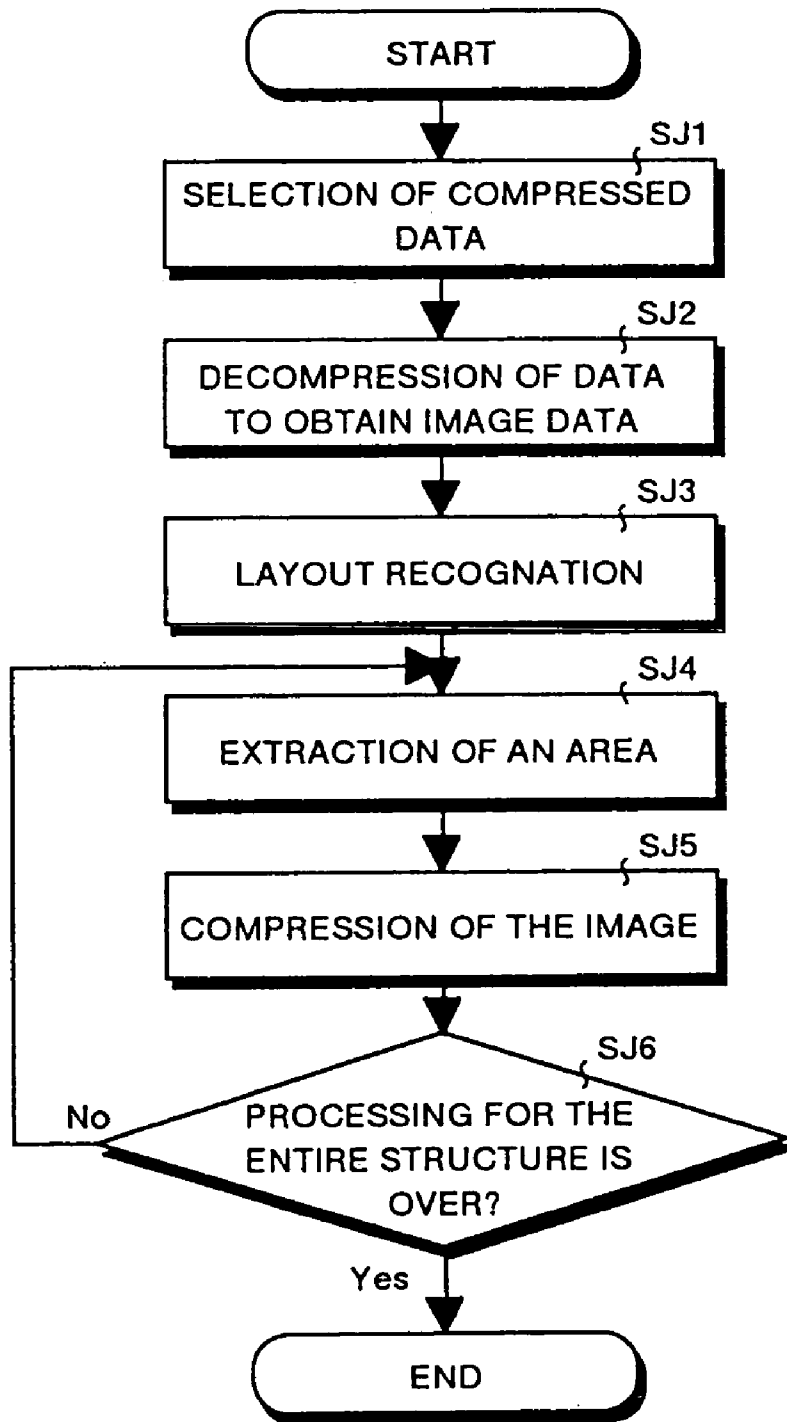 START
SJ1
SELECTION OF COMPRESSED
DATA
SJ2
DECOMPRESSION OF DATA
TO OBTAIN IMAGE DATA
SJ3
LAYOUT RECOGNATION
SJ4
EXTRACTION OF AN AREA
SJ5
COMPRESSION OF THE IMAGE
SJ6
No
PROCESSING FOR THE
ENTIRE STRUCTURE IS
OVER?
Yes
END